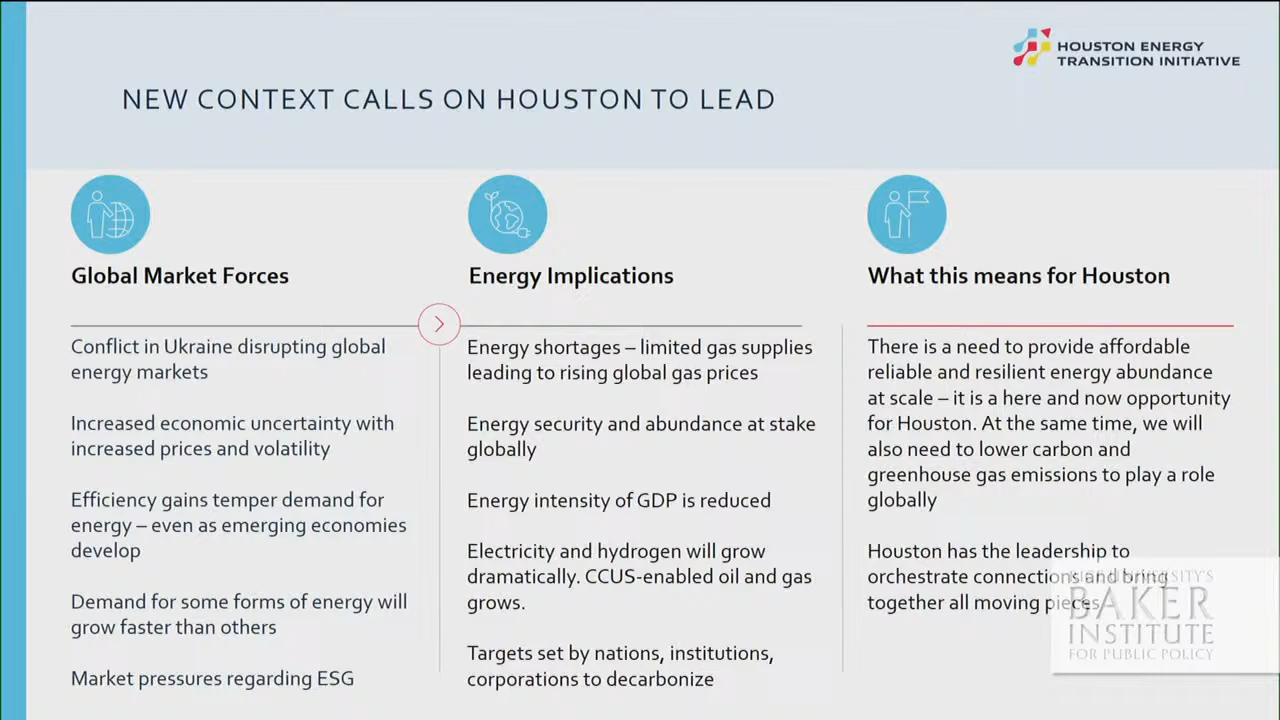 HOUSTON ENERGY
TRANSITION INITIATIVE
NEW CONTEXT CALLS ON HOUSTON TO LEAD
Global Market Forces
Conflict in Ukraine disrupting global
energy markets
Increased economic uncertainty with
increased prices and volatility
Efficiency gains temper demand for
energy – even as emerging economies
develop
Demand for some forms of energy will
grow faster than others
Market pressures regarding ESG
Energy Implications
Energy shortages – limited gas supplies
leading to rising global gas prices
Energy security and abundance at stake
globally
Energy intensity of GDP is reduced
Electricity and hydrogen will grow
dramatically. CCUS-enabled oil and gas
grows.
Targets set by nations, institutions,
corporations to decarbonize
What this means for Houston
There is a need to provide affordable
reliable and resilient energy abundance
at scale – it is a here and now opportunity
for Houston. At the same time, we will
also need to lower carbon and
greenhouse gas emissions to play a role
globally
Houston has the leadership to
orchestrate connections and bring
together all moving pieces
UNIVERSITY'S
BAKER
INSTITUTE
FOR PUBLIC POLICY